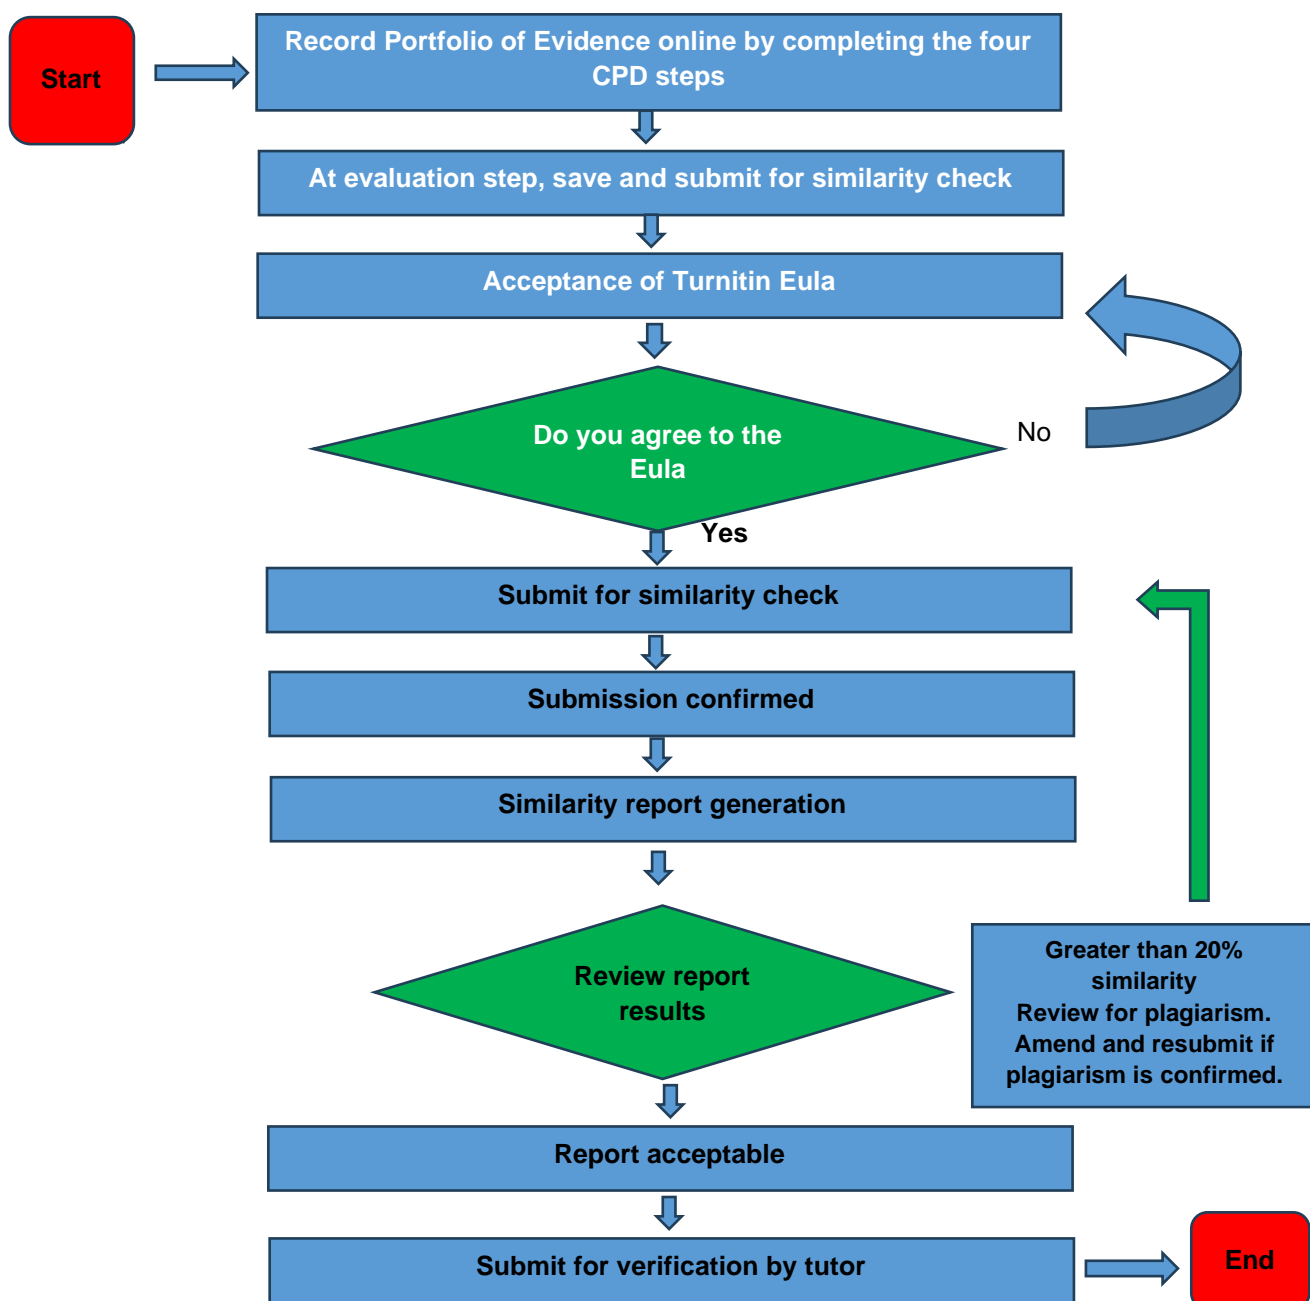 Start
Record Portfolio of Evidence online by completing the four
CPD steps
At evaluation step, save and submit for similarity check
Acceptance of Turnitin Eula
Do you agree to the
Eula
No
Yes
Submit for similarity check
Submission confirmed
Similarity report generation
Review report
results
Greater than 20%
similarity
Review for plagiarism.
Amend and resubmit if
plagiarism is confirmed.
Report acceptable
Submit for verification by tutor
End